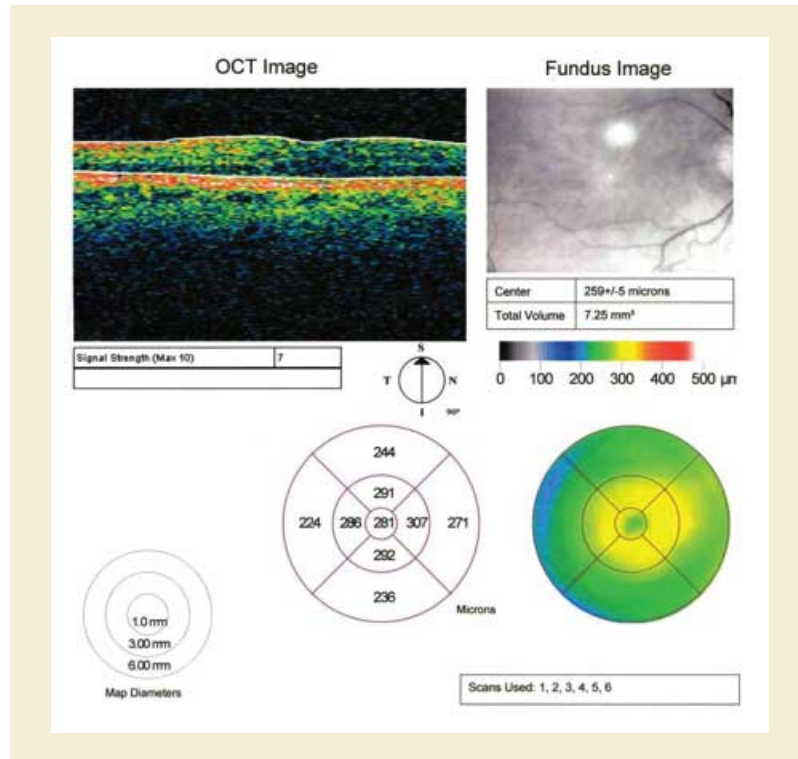 OCT Image
Fundus Image
Center 259+/-5 microns
Total Volume 7.25 mm³
Signal Strength (Max 10) 7
0 100 200 300 400 500 µm
S
T N
I 90º
244
291
224 286 281 307 271
292
236
Microns
1.0 mm
3.00 mm
6.00 mm
Map Diameters
Scans Used: 1, 2, 3, 4, 5, 6